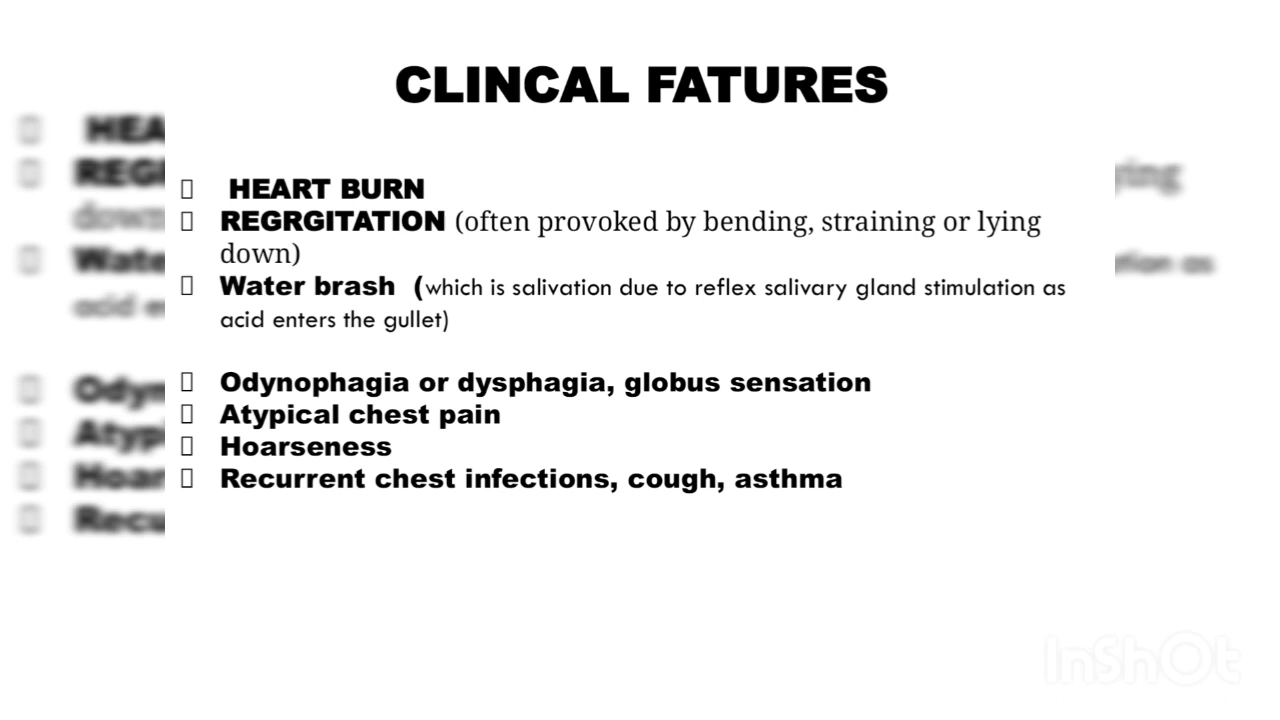 CLINCAL FATURES
HEART BURN
REGRGITATION (often provoked by bending, straining or lying
down)
Water brash (which is salivation due to reflex salivary gland stimulation as
acid enters the gullet)
Odynophagia or dysphagia, globus sensation
Atypical chest pain
Hoarseness
Recurrent chest infections, cough, asthma
InShOt